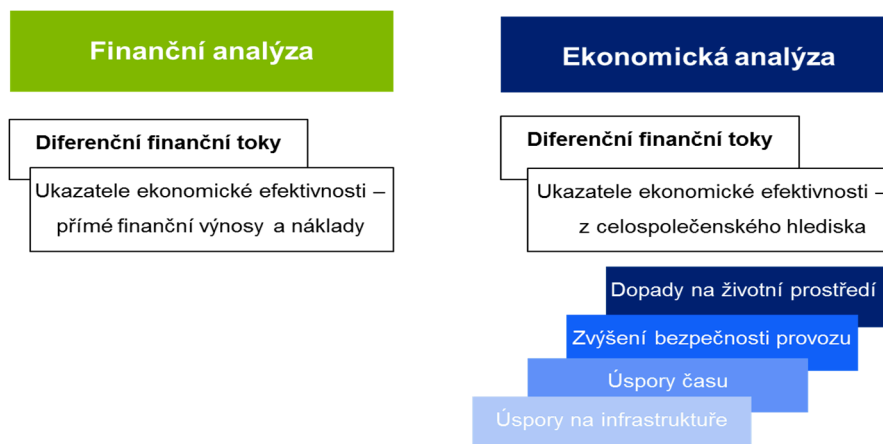 Finanční analýza
Diferenční finanční toky
Ukazatele ekonomické efektivnosti –
přímé finanční výnosy a náklady
Ekonomická analýza
Diferenční finanční toky
Ukazatele ekonomické efektivnosti –
z celospolečenského hlediska
Dopady na životní prostředí
Zvýšení bezpečnosti provozu
Úspory času
Úspory na infrastruktuře